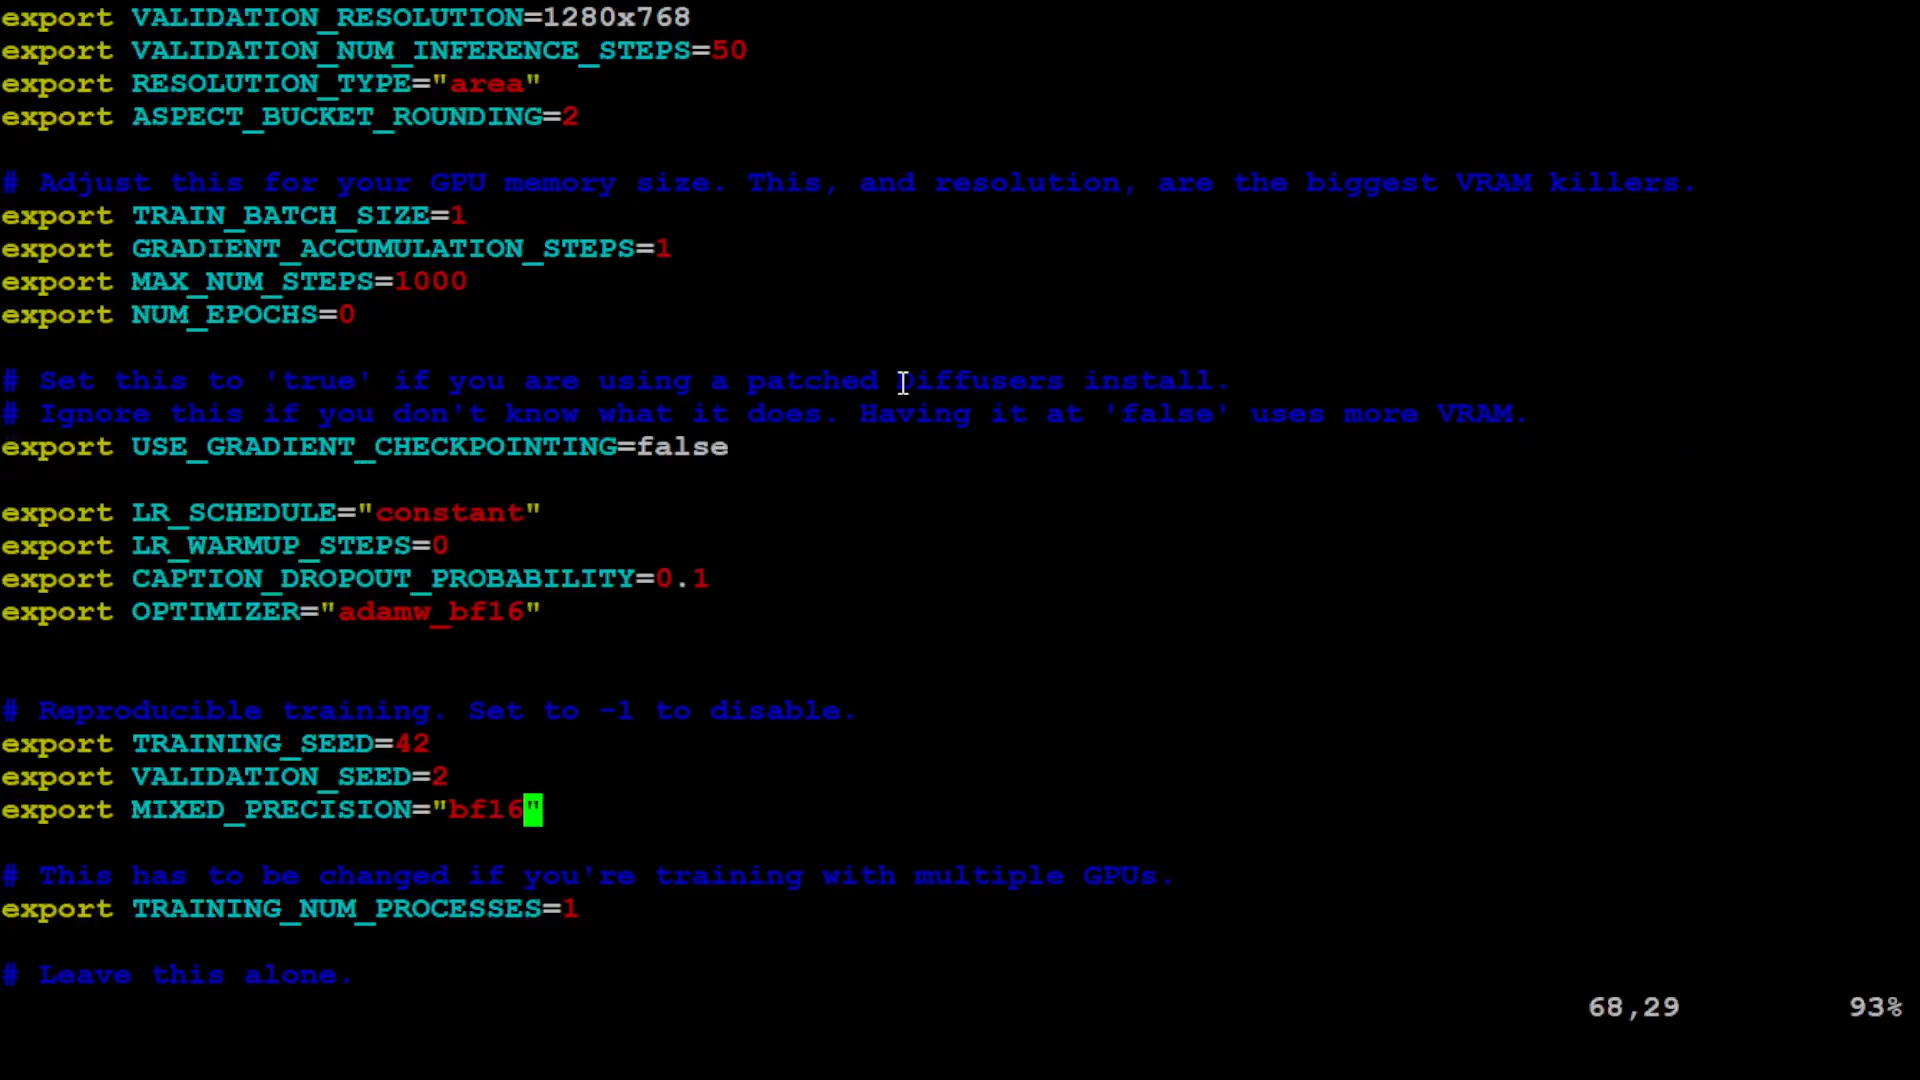 export VALIDATION_RESOLUTION=1280x768
export VALIDATION_NUM_INFERENCE_STEPS=50
export RESOLUTION_TYPE="area"
export ASPECT_BUCKET_ROUNDING=2
# Adjust this for your GPU memory size. This, and resolution, are the biggest VRAM killers.
export TRAIN_BATCH_SIZE=1
export GRADIENT_ACCUMULATION_STEPS=1
export MAX_NUM_STEPS=1000
export NUM_EPOCHS=0
# Set this to 'true' if you are using a patched Diffusers install.
# Ignore this if you don't know what it does. Having it at 'false' uses more VRAM.
export USE_GRADIENT_CHECKPOINTING=false
export LR_SCHEDULE="constant"
export LR_WARMUP_STEPS=0
export CAPTION_DROPOUT_PROBABILITY=0.1
export OPTIMIZER="adamw_bf16"
# Reproducible training. Set to -1 to disable.
export TRAINING_SEED=42
export VALIDATION_SEED=2
export MIXED_PRECISION="bf16"
# This has to be changed if you're training with multiple GPUs.
export TRAINING_NUM_PROCESSES=1
# Leave this alone.
68,29 93%